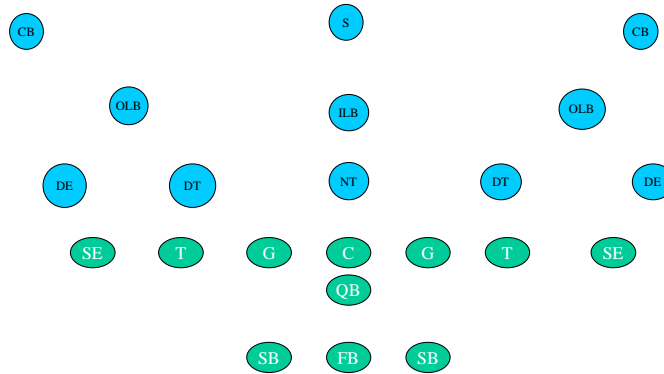 CB S CB
OLB ILB OLB
DE DT NT DT DE
SE T G C G T SE
QB
SB FB SB